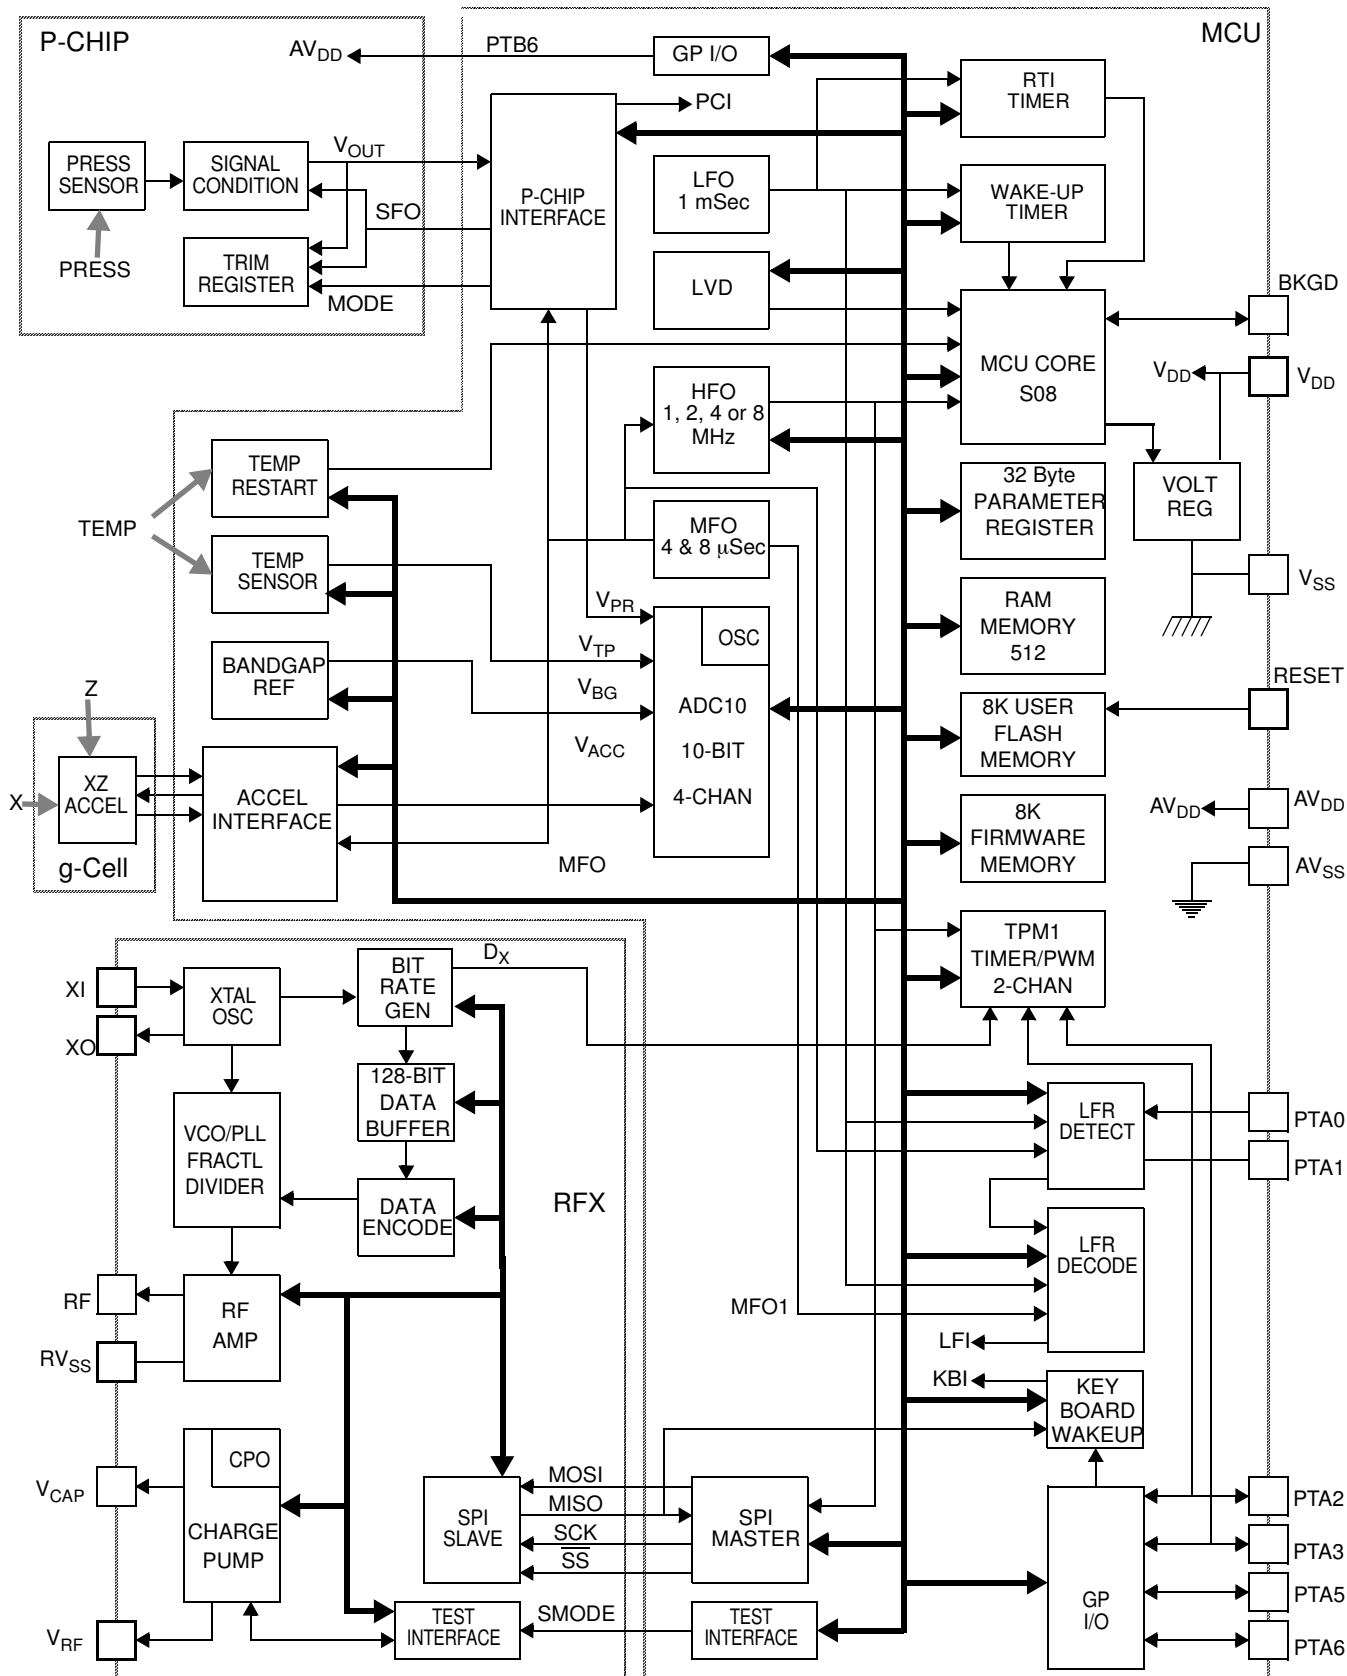 P-CHIP
MCU
AVDD
PTB6
GP I/O
PCI
RTI
TIMER
PRESS
SENSOR
SIGNAL
CONDITION
VOUT
P-CHIP
INTERFACE
LFO
1 mSec
WAKE-UP
TIMER
SFO
PRESS
TRIM
REGISTER
MODE
LVD
BKGD
MCU CORE
S08
VDD
VDD
HFO
1, 2, 4 or 8
MHz
TEMP
RESTART
32 Byte
PARAMETER
REGISTER
VOLT
REG
TEMP
MFO
4 & 8 μSec
TEMP
SENSOR
VSS
VPR
OSC
RAM
MEMORY
512
VTP
BANDGAP
REF
VBG
ADC10
10-BIT
4-CHAN
RESET
Z
8K USER
FLASH
MEMORY
VACC
X
XZ
ACCEL
ACCEL
INTERFACE
AVDD
AVDD
8K
FIRMWARE
MEMORY
g-Cell
MFO
AVSS
DX
XI
XTAL
OSC
BIT
RATE
GEN
TPM1
TIMER/PWM
2-CHAN
XO
128-BIT
DATA
BUFFER
LFR
DETECT
PTA0
VCO/PLL
FRACTL
DIVIDER
PTA1
DATA
ENCODE
RFX
LFR
DECODE
RF
RF
AMP
MFO1
LFI
RVSS
KBI
KEY
BOARD
WAKEUP
CPO
VCAP
CHARGE
PUMP
SPI
SLAVE
MOSI
MISO
SCK
SS
SPI
MASTER
PTA2
PTA3
GP
I/O
PTA5
TEST
INTERFACE
SMODE
TEST
INTERFACE
VRF
PTA6